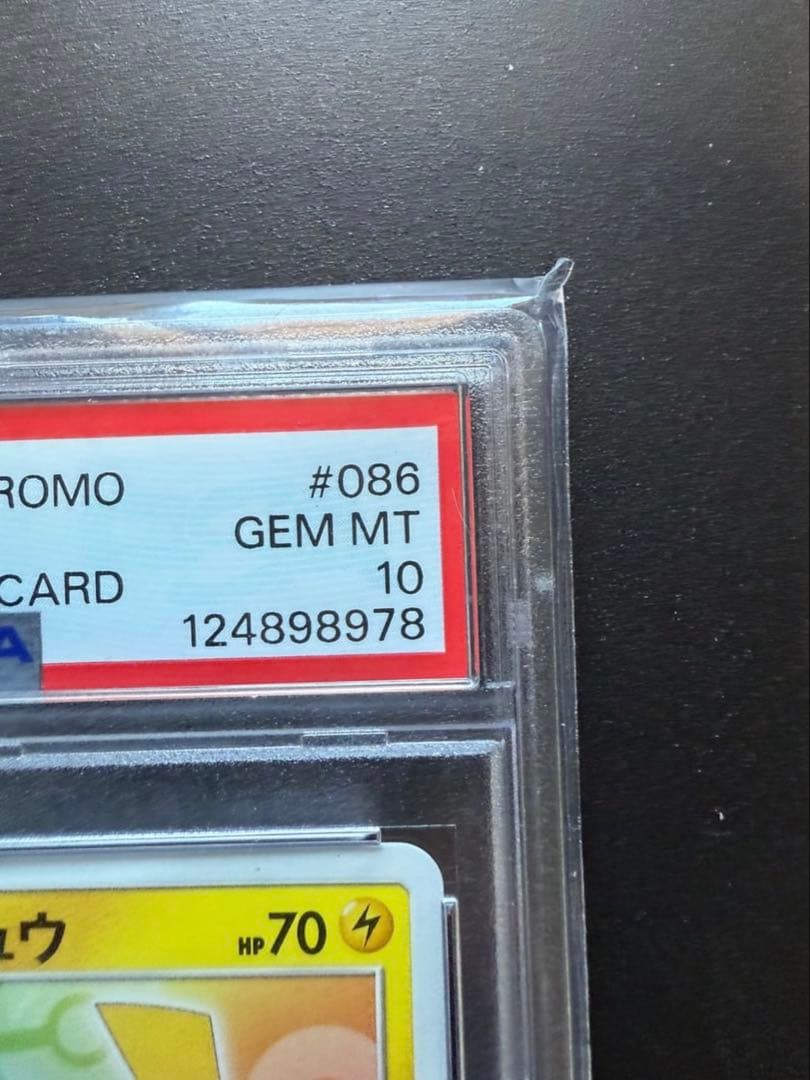 ROMO #086
GEM MT
CARD 10
124898978
A
ュウ HP70